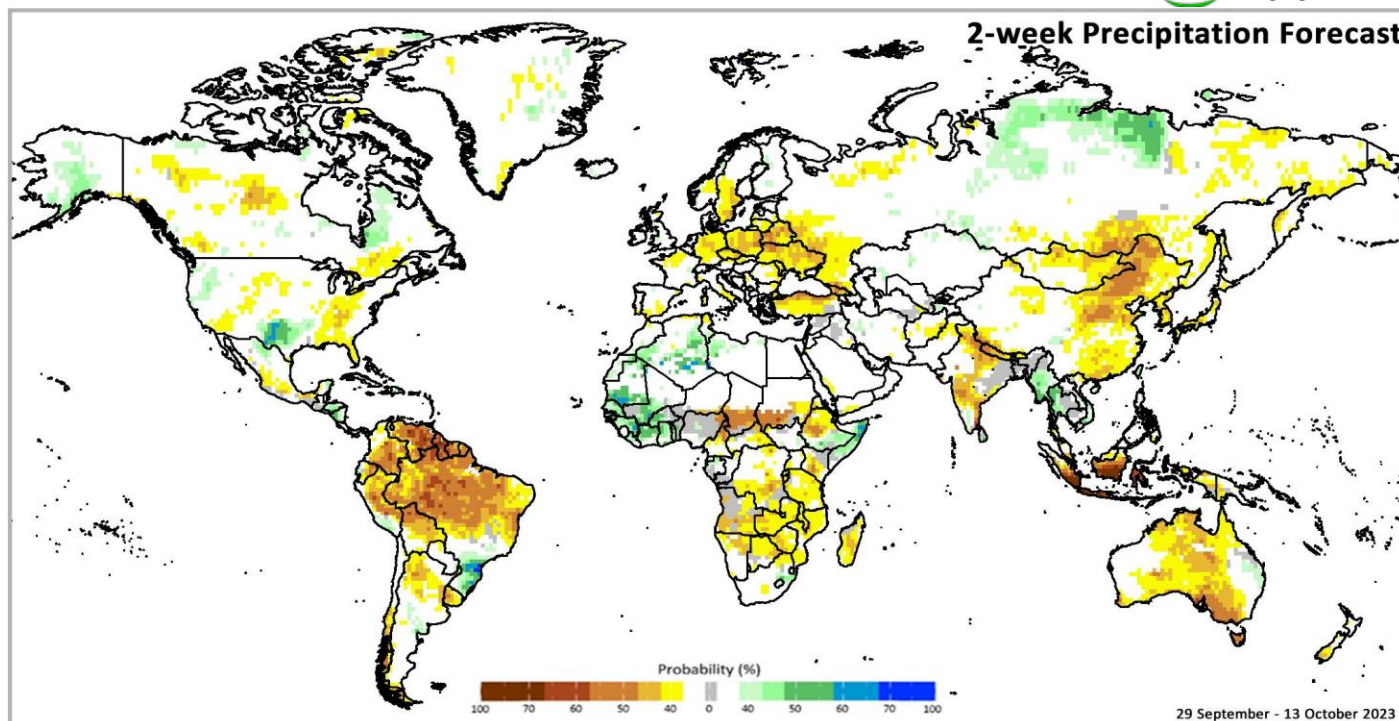 2-week Precipitation Forecast
Probability (%)
100 70 60 50 40 0 40 50 60 70 100
29 September - 13 October 2023